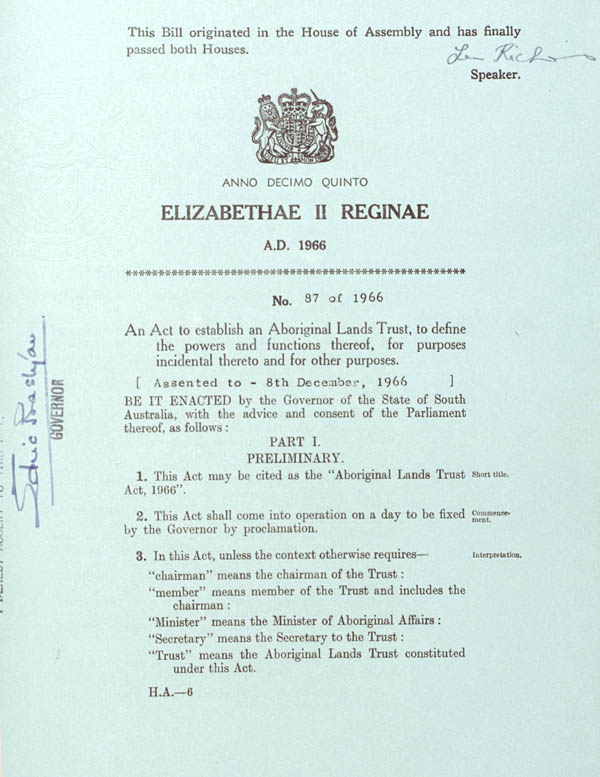 This Bill originated in the House of Assembly and has finally
passed both Houses.
Speaker.
ANNO DECIMO QUINTO
ELIZABETHAE II REGINAE
A.D. 1966
No. 87 of 1966
An Act to establish an Aboriginal Lands Trust, to define
the powers and functions thereof, for purposes
incidental thereto and for other purposes.
[ Assented to - 8th December, 1966 ]
BE IT ENACTED by the Governor of the State of South
Australia, with the advice and consent of the Parliament
thereof, as follows :
PART I.
PRELIMINARY.
1. This Act may be cited as the "Aboriginal Lands Trust Short title.
Act, 1966".
2. This Act shall come into operation on a day to be fixed Commence-
ment.
by the Governor by proclamation.
3. In this Act, unless the context otherwise requires— Interpretation.
"chairman" means the chairman of the Trust :
"member" means member of the Trust and includes the
chairman :
"Minister" means the Minister of Aboriginal Affairs :
"Secretary" means the Secretary to the Trust :
"Trust" means the Aboriginal Lands Trust constituted
under this Act.
H.A.—6
GOVERNOR